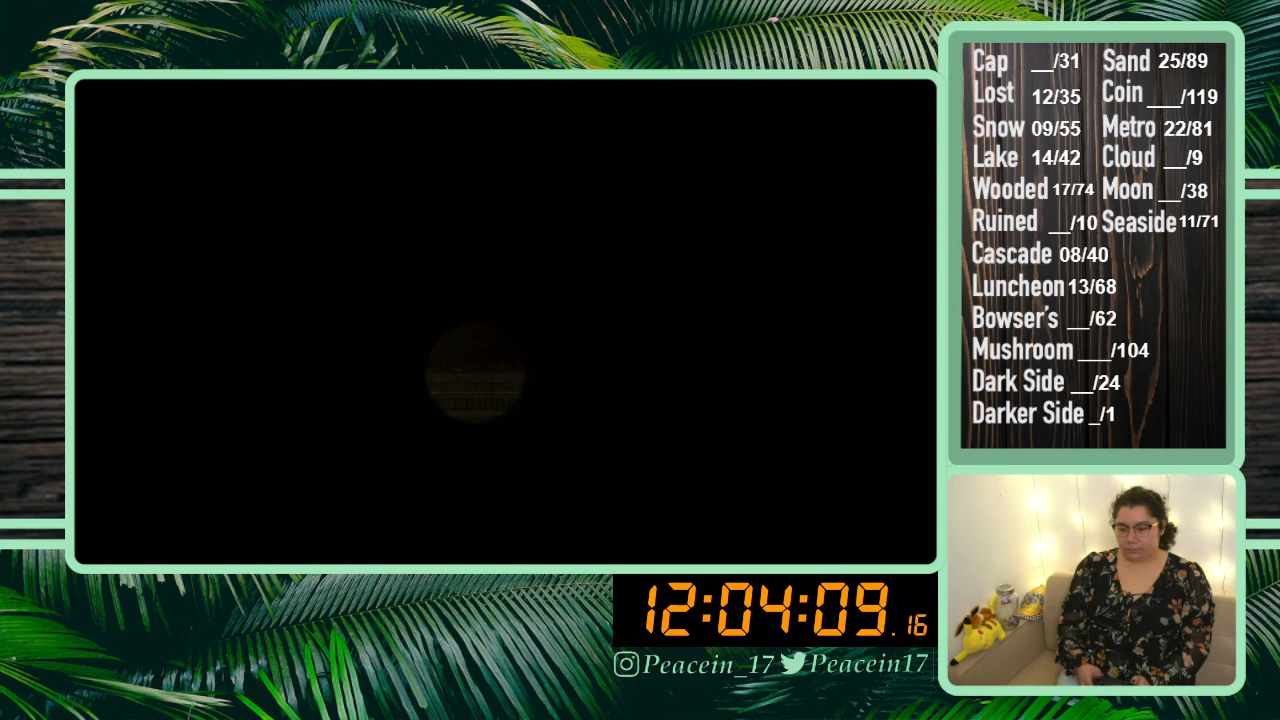 Cap __/31 Sand 25/89
Lost 12/35 Coin ___/119
Snow 09/55 Metro 22/81
Lake 14/42 Cloud __/9
Wooded 17/74 Moon __/38
Ruined __/10 Seaside 11/71
Cascade 08/40
Luncheon 13/68
Bowser's __/62
Mushroom ___/104
Dark Side __/24
Darker Side _/1
12:04:09.16
Peacein_17 Peacein17